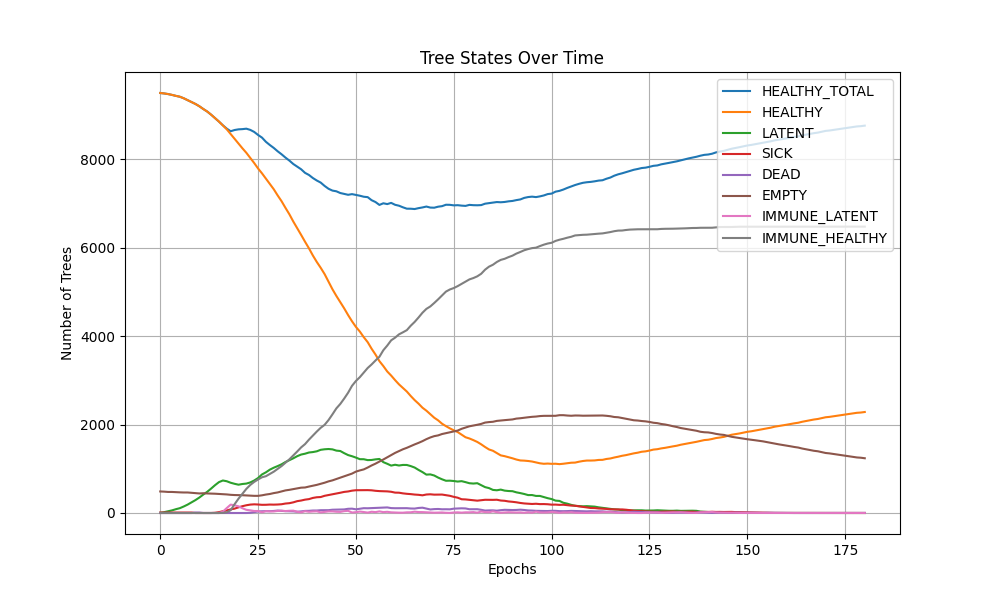 Tree States Over Time
Number of Trees
8000
6000
4000
2000
0
HEALTHY_TOTAL
HEALTHY
LATENT
SICK
DEAD
EMPTY
IMMUNE_LATENT
IMMUNE_HEALTHY
0 25 50 75 100 125 150 175
Epochs